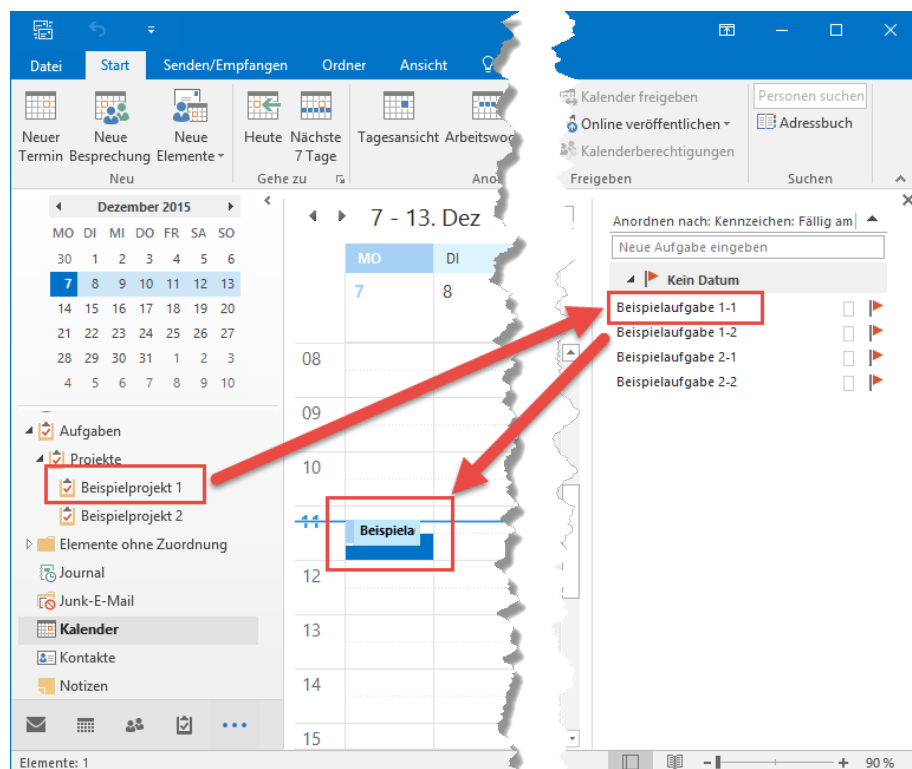 Datei Start Senden/Empfangen Ordner Ansicht
Neuer Termin
Neue Besprechung
Neue Elemente
Neu
Heute
Nächste 7 Tage
Gehe zu
Tagesansicht
Kalender freigeben
Online veröffentlichen
Kalenderberechtigungen
Freigeben
Personen suchen
Adressbuch
Suchen
Dezember 2015
MO DI MI DO FR SA SO
30 1 2 3 4 5 6
7 8 9 10 11 12 13
14 15 16 17 18 19 20
21 22 23 24 25 26 27
28 29 30 31 1 2 3
4 5 6 7 8 9 10
Aufgaben
Projekte
Beispielprojekt 1
Beispielprojekt 2
Elemente ohne Zuordnung
Journal
Junk-E-Mail
Kalender
Kontakte
Notizen
Elemente: 1
7 - 13. Dez
MO DI
7 8
08
09
10
11
Beispiela
12
13
14
15
Anordnen nach: Kennzeichen: Fällig am
Neue Aufgabe eingeben
Kein Datum
Beispielaufgabe 1-1
Beispielaufgabe 1-2
Beispielaufgabe 2-1
Beispielaufgabe 2-2
90 %